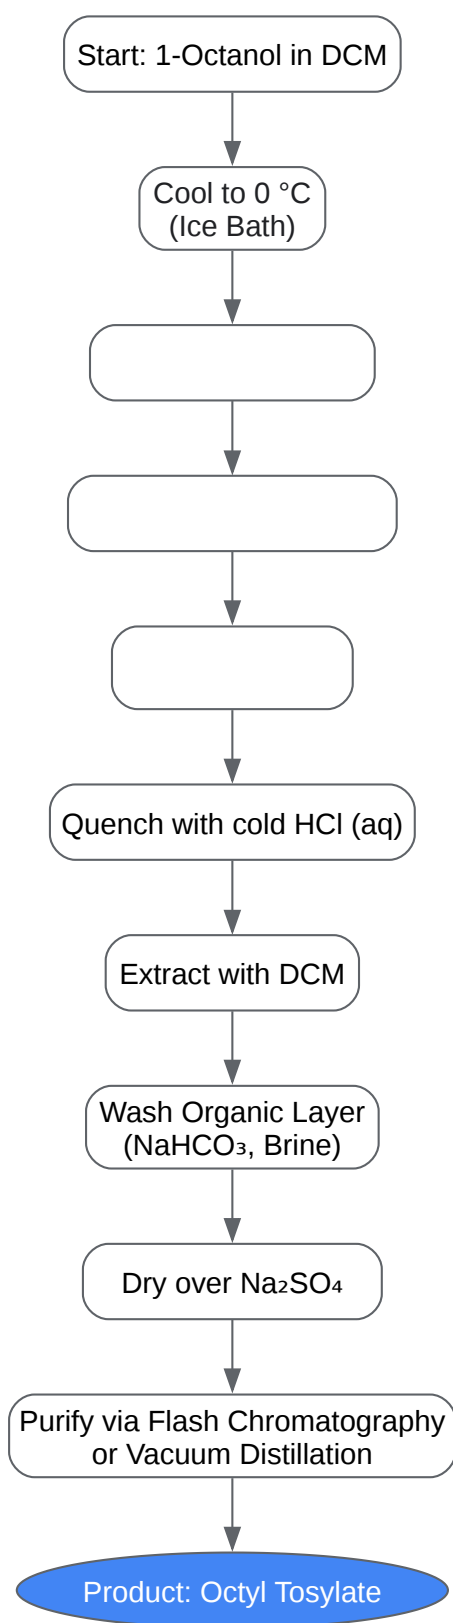 Start: 1-Octanol in DCM
Cool to 0 °C
(Ice Bath)
Quench with cold HCl (aq)
Extract with DCM
Wash Organic Layer
(NaHCO₃, Brine)
Dry over Na₂SO₄
Purify via Flash Chromatography
or Vacuum Distillation
Product: Octyl Tosylate